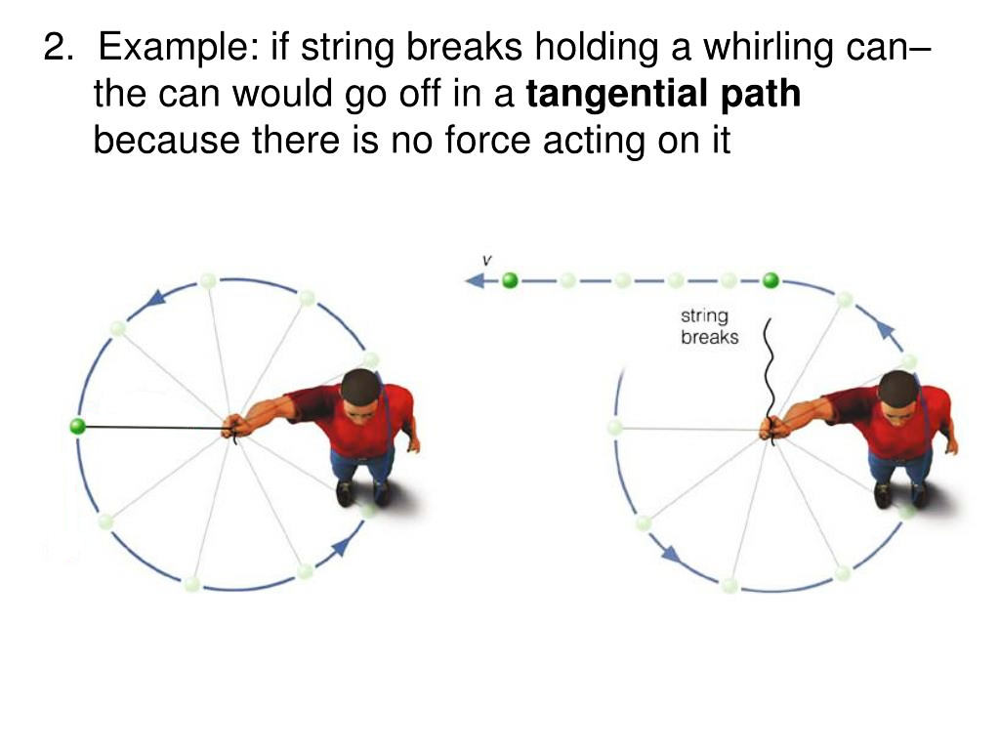 2. Example: if string breaks holding a whirling can–
the can would go off in a tangential path
because there is no force acting on it
v
string
breaks